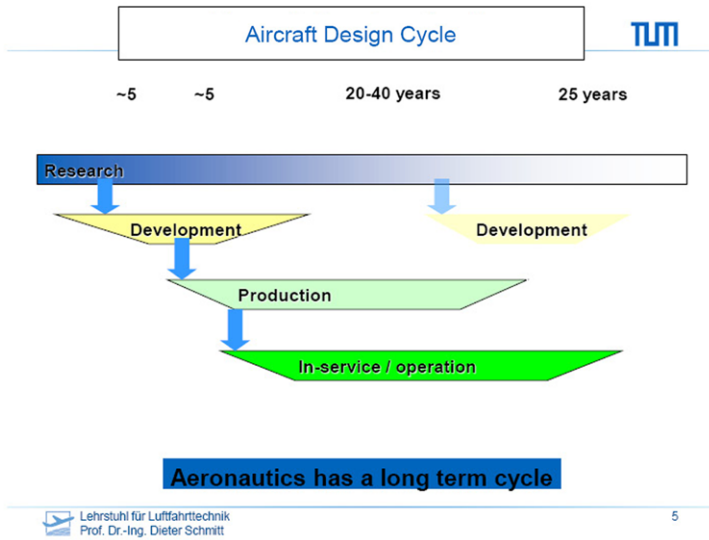 Aircraft Design Cycle
TUM
~5
~5
20-40 years
25 years
Research
Development
Development
Production
In-service / operation
Aeronautics has a long term cycle
Lehrstuhl für Luftfahrttechnik
Prof. Dr.-Ing. Dieter Schmitt
5